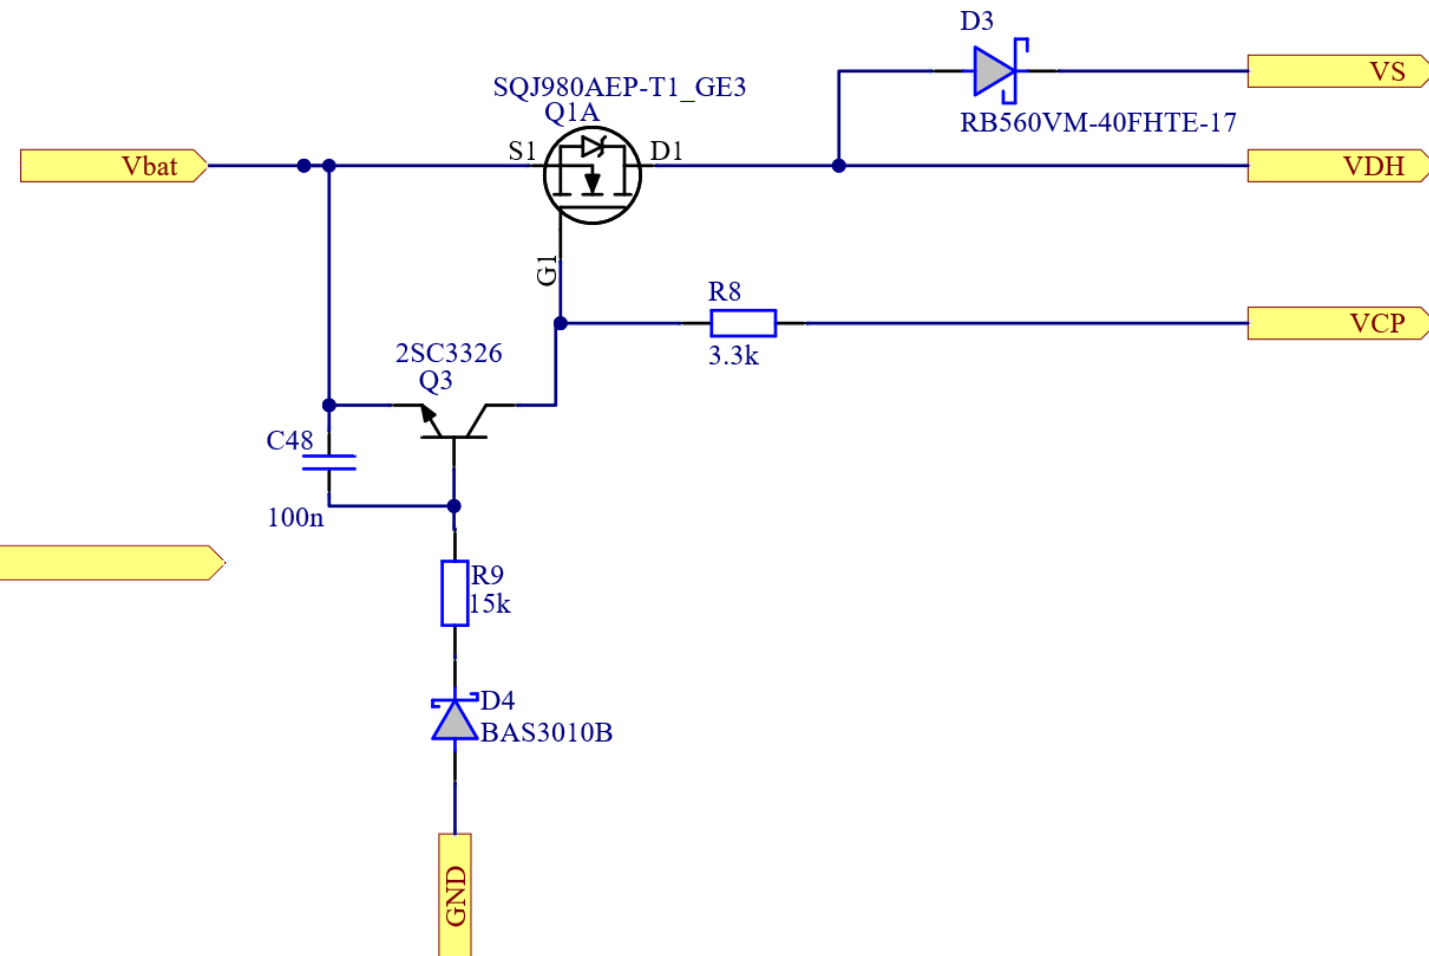 D3
VS
SQJ980AEP-T1_GE3
Q1A
RB560VM-40FHTE-17
Vbat
S1
D1
VDH
G1
R8
VCP
3.3k
2SC3326
Q3
C48
100n
R9
15k
D4
BAS3010B
GND